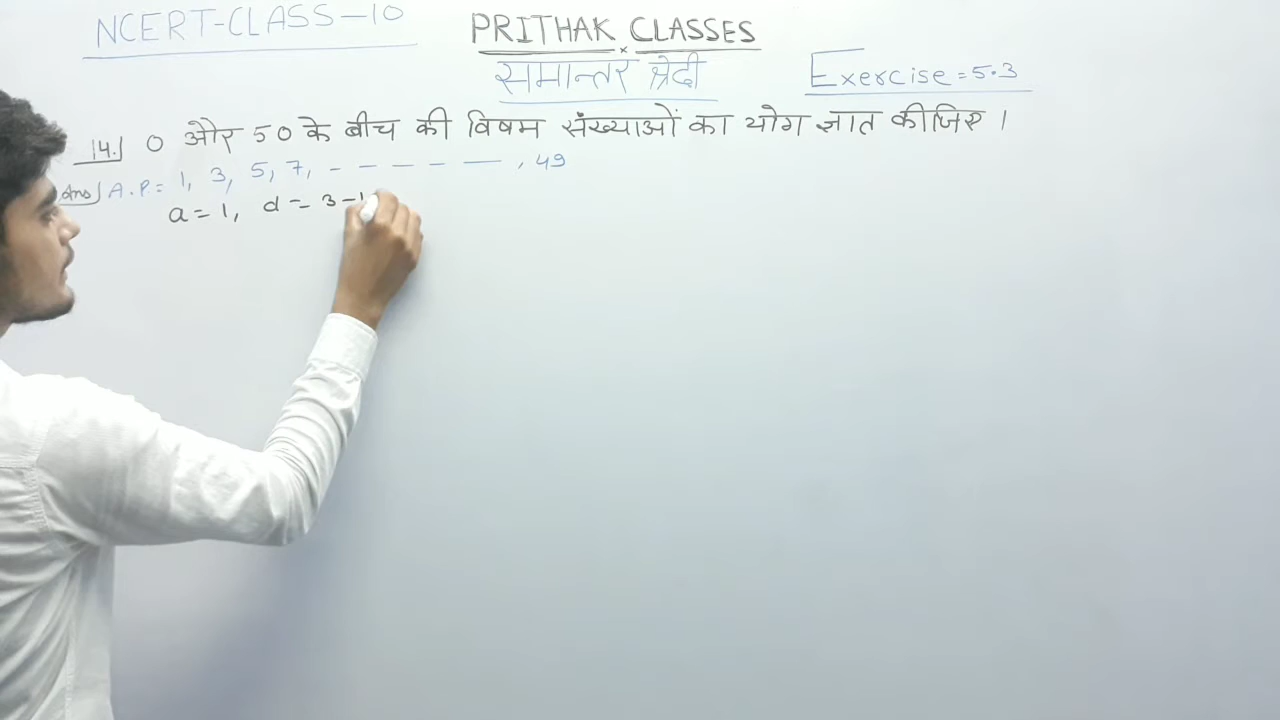 NCERT-CLASS-10
PRITHAK CLASSES
समान्तर श्रेढी
Exercise = 5.3
14. 0 और 50 के बीच की विषम संख्याओं का योग ज्ञात कीजिए ।
Ans A.P = 1, 3, 5, 7, - - - - - —, 49
a = 1, d = 3-1